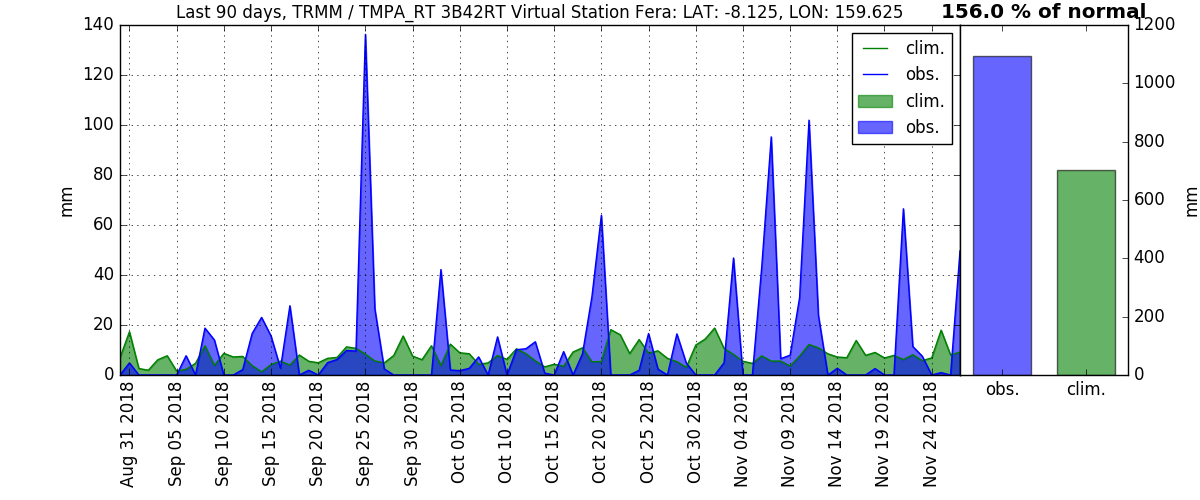 Last 90 days, TRMM / TMPA_RT 3B42RT Virtual Station Fera: LAT: -8.125, LON: 159.625
156.0 % of normal
mm
140
120
100
80
60
40
20
0
clim.
obs.
clim.
obs.
Aug 31 2018
Sep 05 2018
Sep 10 2018
Sep 15 2018
Sep 20 2018
Sep 25 2018
Sep 30 2018
Oct 05 2018
Oct 10 2018
Oct 15 2018
Oct 20 2018
Oct 25 2018
Oct 30 2018
Nov 04 2018
Nov 09 2018
Nov 14 2018
Nov 19 2018
Nov 24 2018
1200
1000
800
600
400
200
0
mm
obs.
clim.